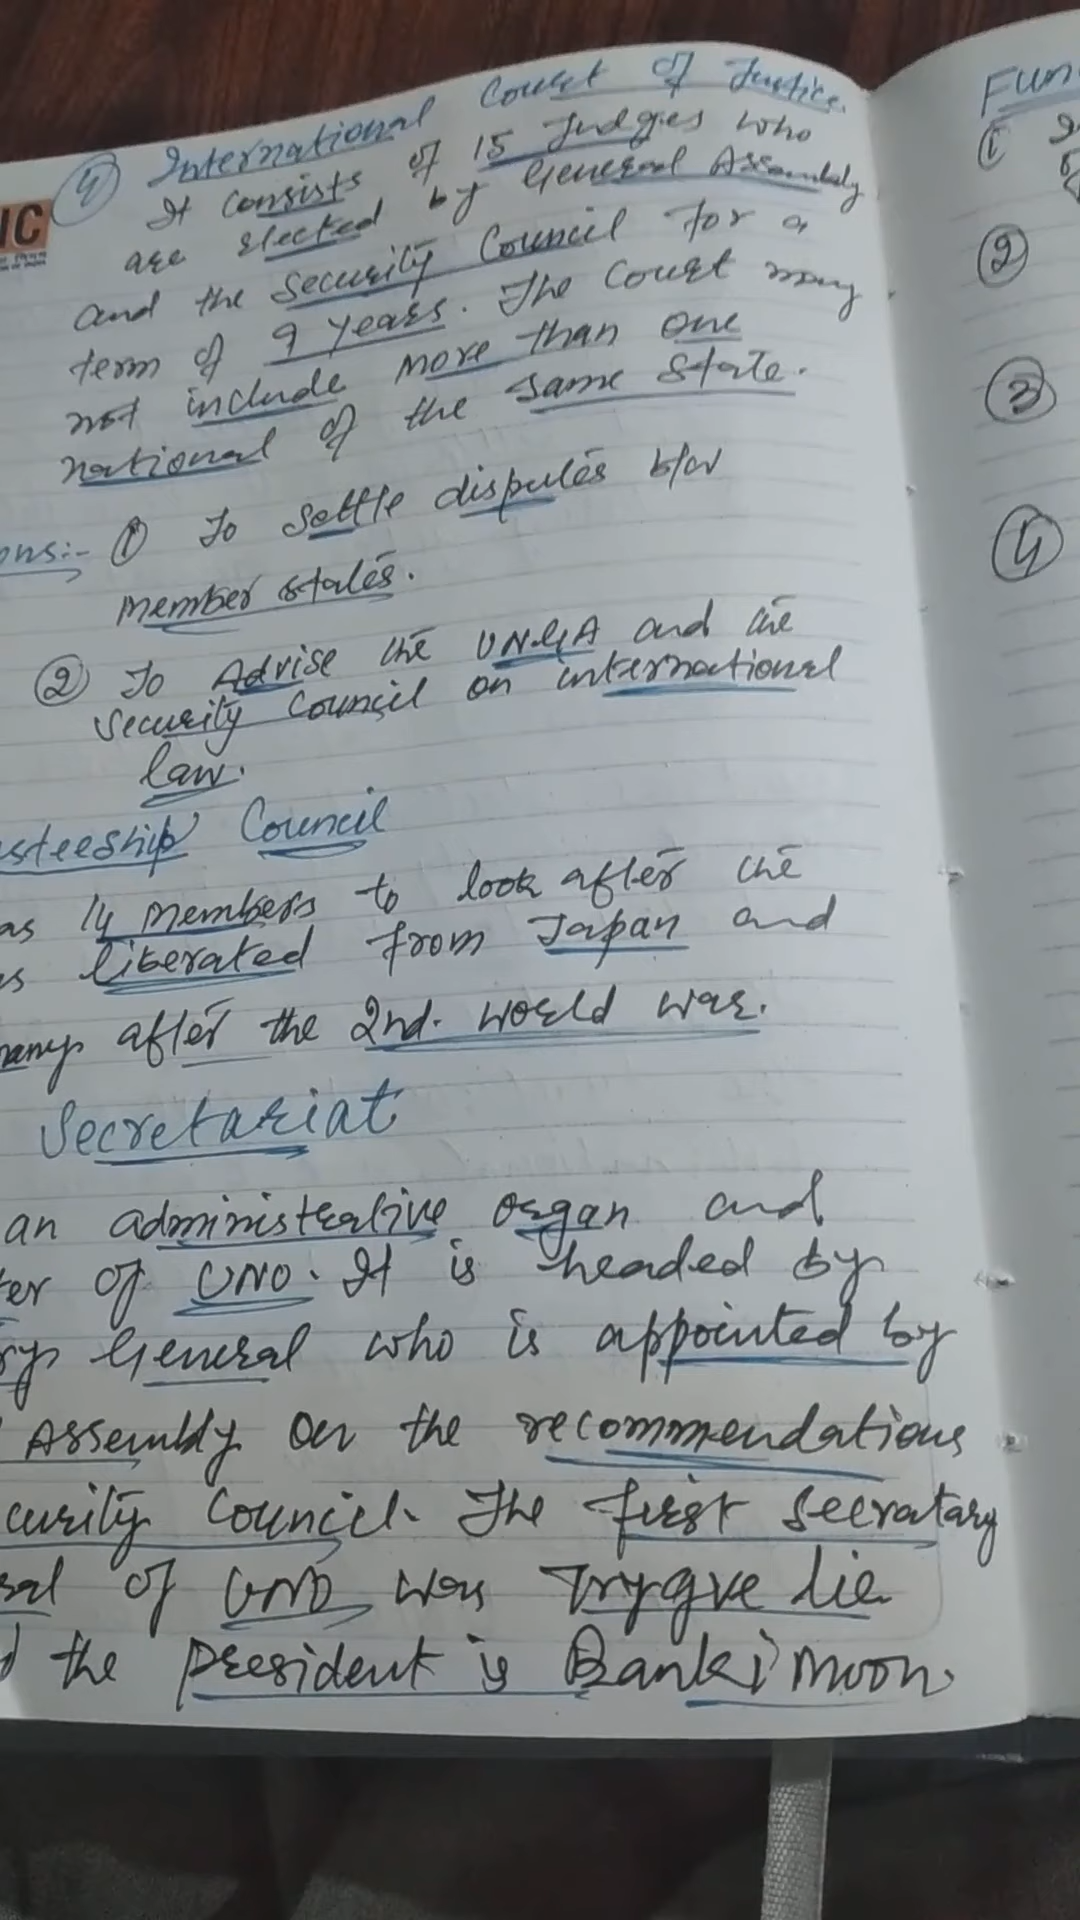 ④ International Court of Justice.
It consists of 15 Judges who
are elected by General Assembly
and the Security Council for a
term of 9 years. The Court may
not include more than one
national of the same state.
ons:- ① To settle disputes b/w
member states.
② To Advise the UNGA and the
Security Council on international
law.
steeship Council
as 14 members to look after the
s liberated from Japan and
many after the 2nd. world war.
Secretariat
an administrative organ and
er of UNO. It is headed by
ry General who is appointed by
Assembly on the recommendations
curity Council. The first Secratary
ral of UNO was Trygve lie
d the president is Banki moon
IC
Fun
①
②
③
④